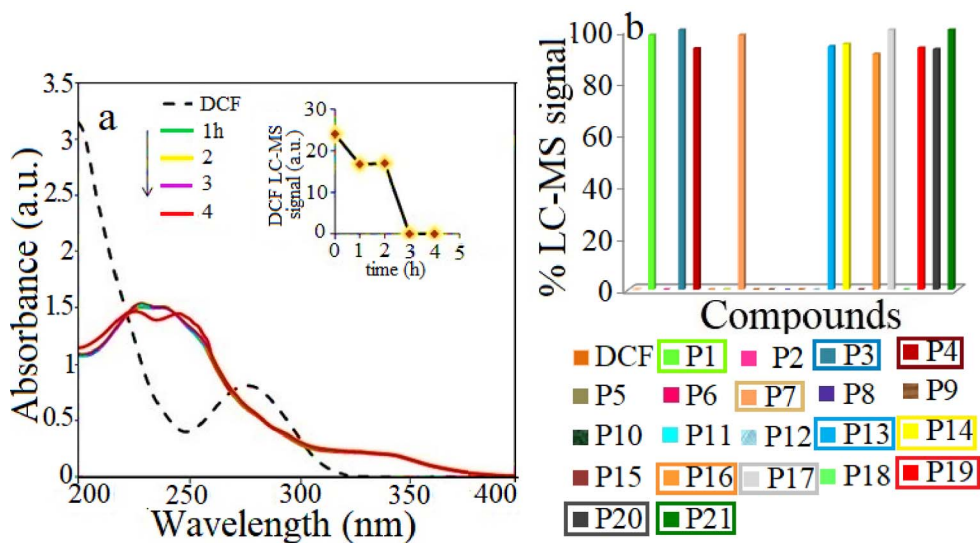 a
DCF
1h
2
3
4
Absorbance (a.u.)
3.5
3
2.5
2
1.5
1
0.5
0
200
250
300
350
400
Wavelength (nm)
DCF LC-MS
signal (a.u.)
30
20
10
0
0 1 2 3 4 5
time (h)
b
% LC-MS signal
100
80
60
40
20
0
Compounds
DCF P1 P2 P3 P4
P5 P6 P7 P8 P9
P10 P11 P12 P13 P14
P15 P16 P17 P18 P19
P20 P21